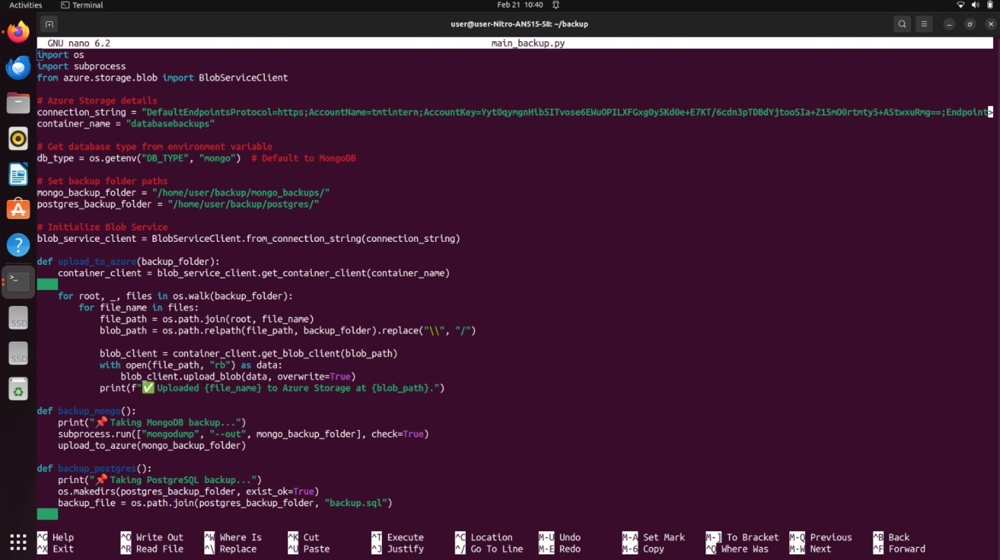 Activities
Terminal
Feb 21 10:40
user@user-Nitro-AN515-58: ~/backup
GNU nano 6.2 main_backup.py
import os
import subprocess
from azure.storage.blob import BlobServiceClient
# Azure Storage details
connection_string = "DefaultEndpointsProtocol=https;AccountName=tmtintern;AccountKey=[credential omitted];Endpoint>
container_name = "databasebackups"
# Get database type from environment variable
db_type = os.getenv("DB_TYPE", "mongo")  # Default to MongoDB
# Set backup folder paths
mongo_backup_folder = "/home/user/backup/mongo_backups/"
postgres_backup_folder = "/home/user/backup/postgres/"
# Initialize Blob Service
blob_service_client = BlobServiceClient.from_connection_string(connection_string)
def upload_to_azure(backup_folder):
    container_client = blob_service_client.get_container_client(container_name)
    for root, _, files in os.walk(backup_folder):
        for file_name in files:
            file_path = os.path.join(root, file_name)
            blob_path = os.path.relpath(file_path, backup_folder).replace("\\", "/")
            blob_client = container_client.get_blob_client(blob_path)
            with open(file_path, "rb") as data:
                blob_client.upload_blob(data, overwrite=True)
            print(f"✅ Uploaded {file_name} to Azure Storage at {blob_path}.")
def backup_mongo():
    print("📌 Taking MongoDB backup...")
    subprocess.run(["mongodump", "--out", mongo_backup_folder], check=True)
    upload_to_azure(mongo_backup_folder)
def backup_postgres():
    print("📌 Taking PostgreSQL backup...")
    os.makedirs(postgres_backup_folder, exist_ok=True)
    backup_file = os.path.join(postgres_backup_folder, "backup.sql")
^G Help ^O Write Out ^W Where Is ^K Cut ^T Execute ^C Location M-U Undo M-A Set Mark M-] To Bracket M-Q Previous ^B Back
^X Exit ^R Read File ^\ Replace ^U Paste ^J Justify ^/ Go To Line M-E Redo M-6 Copy ^Q Where Was M-W Next ^F Forward
SSD
SSD